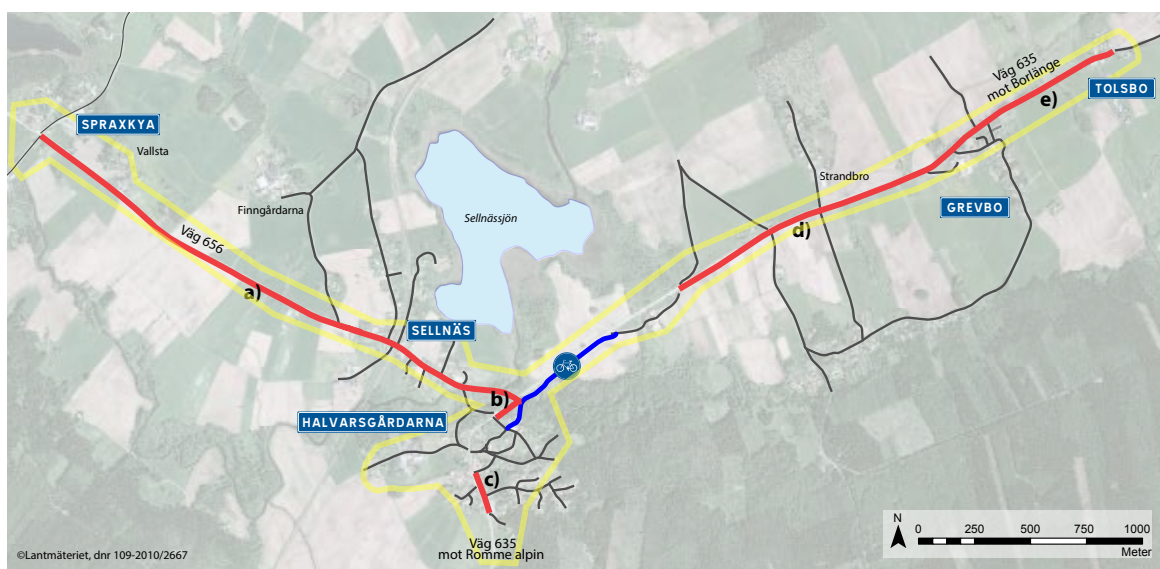 Väg 635
mot Borlänge
TOLSBO
e)
SPRAXKYA
Vallsta
Strandbro
Finngårdarna
Sellnässjön
GREVBO
Väg 656
d)
a)
SELLNÄS
b)
HALVARSGÅRDARNA
c)
N
0 250 500 750 1000
Meter
Väg 635
mot Romme alpin
©Lantmäteriet, dnr 109-2010/2667